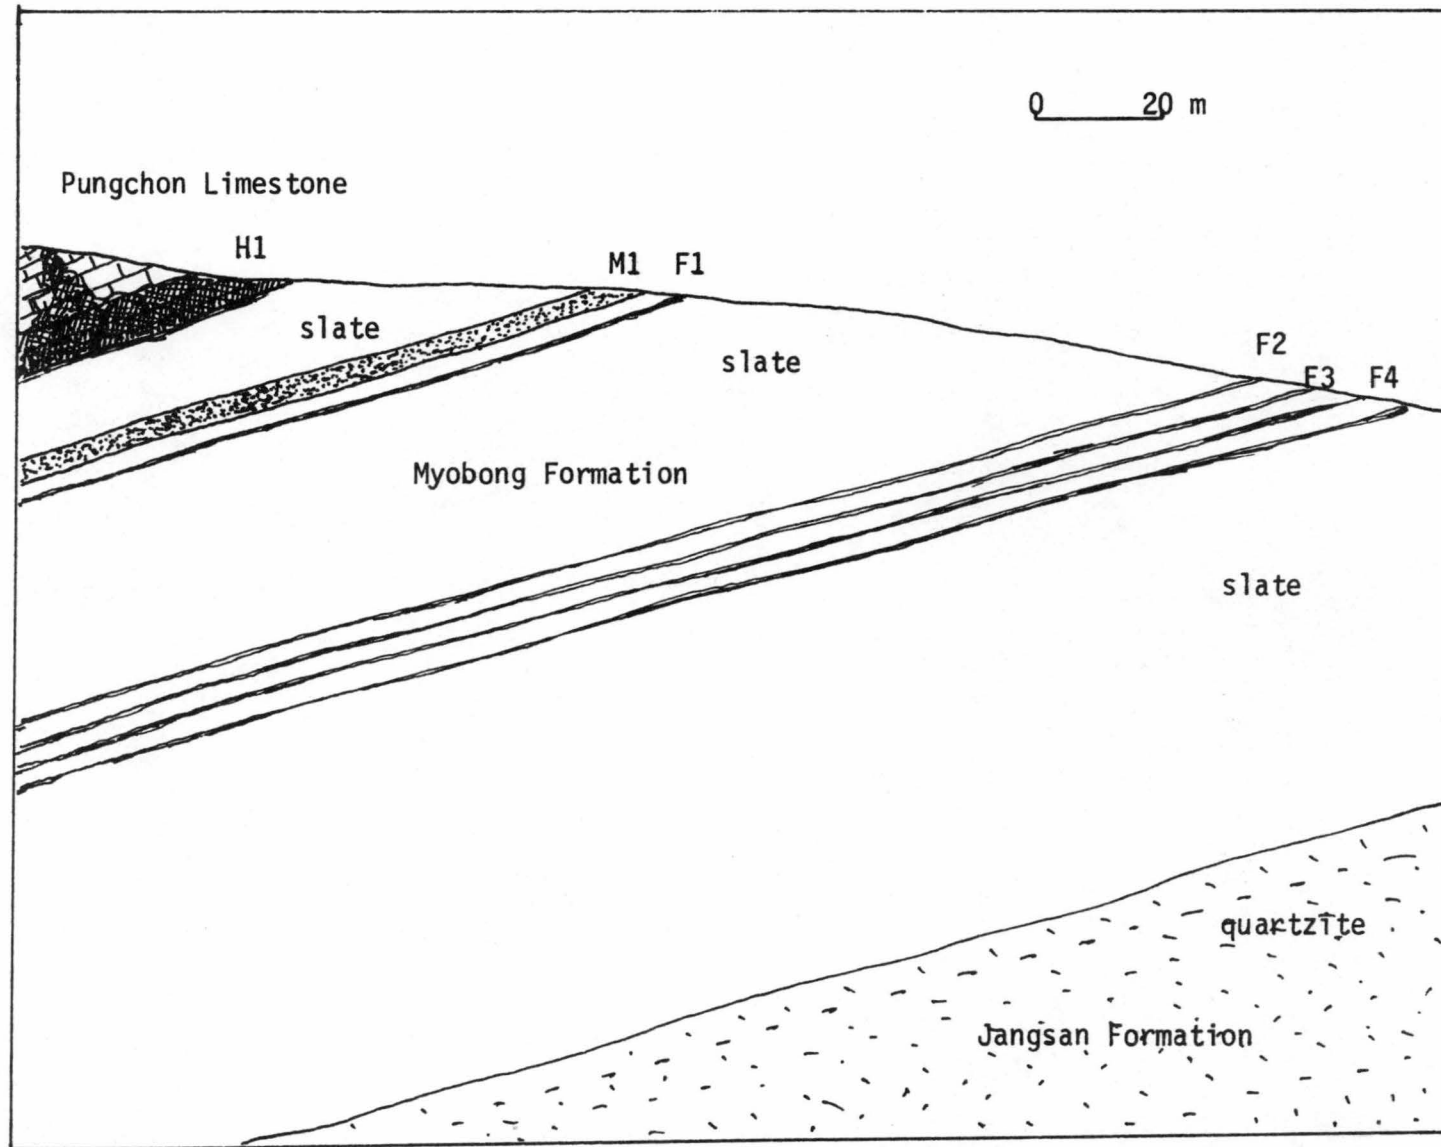 0 20 m
Pungchon Limestone
H1
M1 F1
slate
slate
F2
F3 F4
Myobong Formation
slate
quartzite
Jangsan Formation